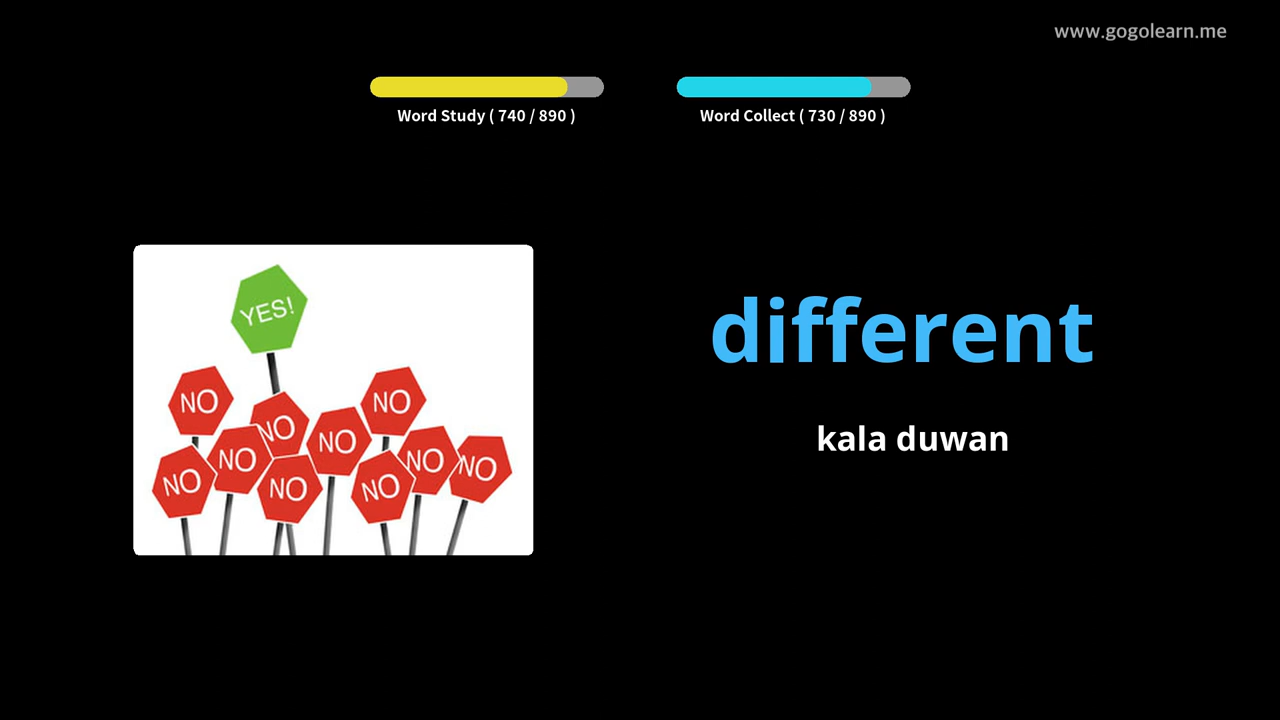 www.gogolearn.me
Word Study ( 740 / 890 )
Word Collect ( 730 / 890 )
YES!
NO
NO
NO
NO
NO
NO
NO
NO
NO
NO
different
kala duwan